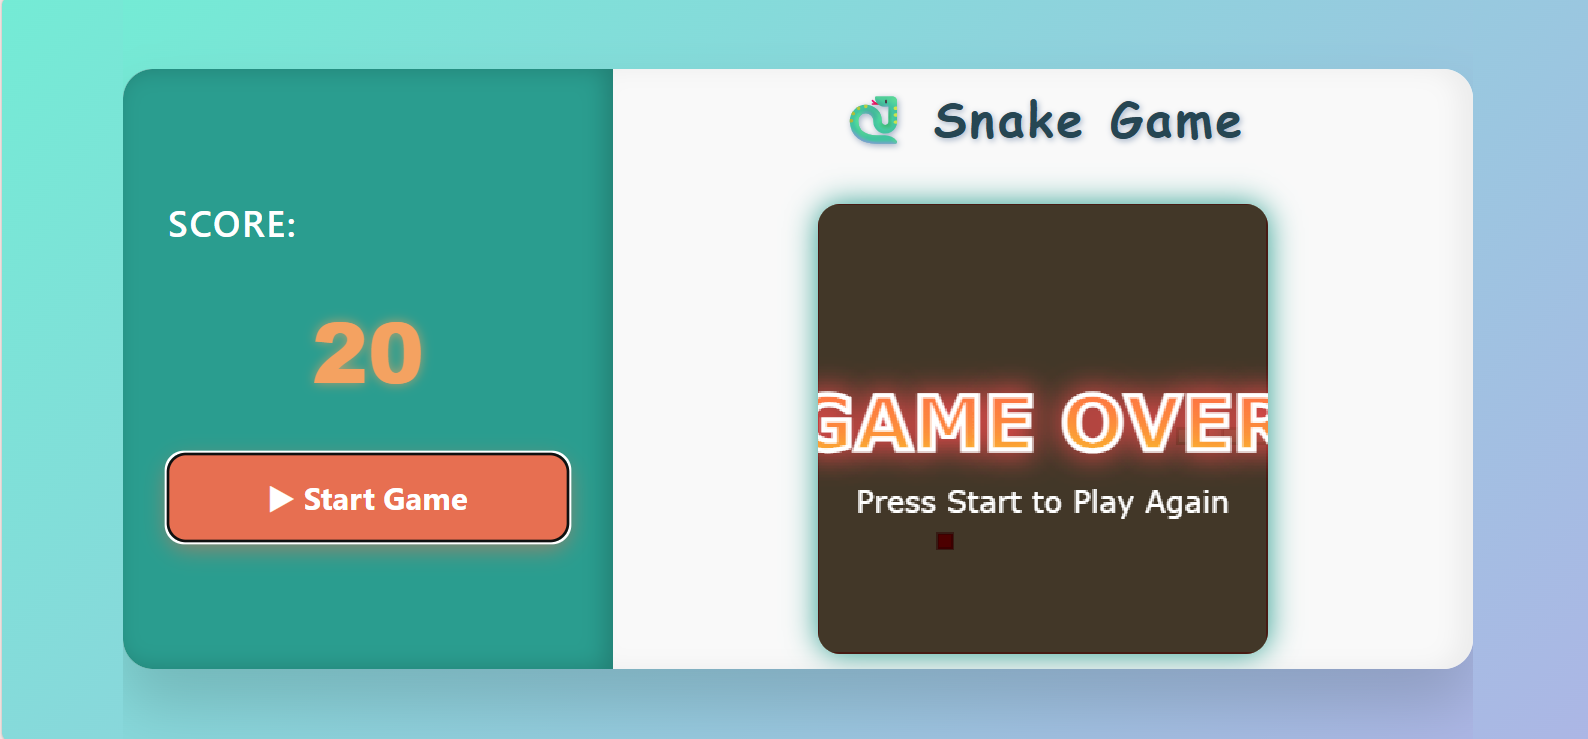 SCORE:
20
▶ Start Game
🐍 Snake Game
GAME OVER
Press Start to Play Again